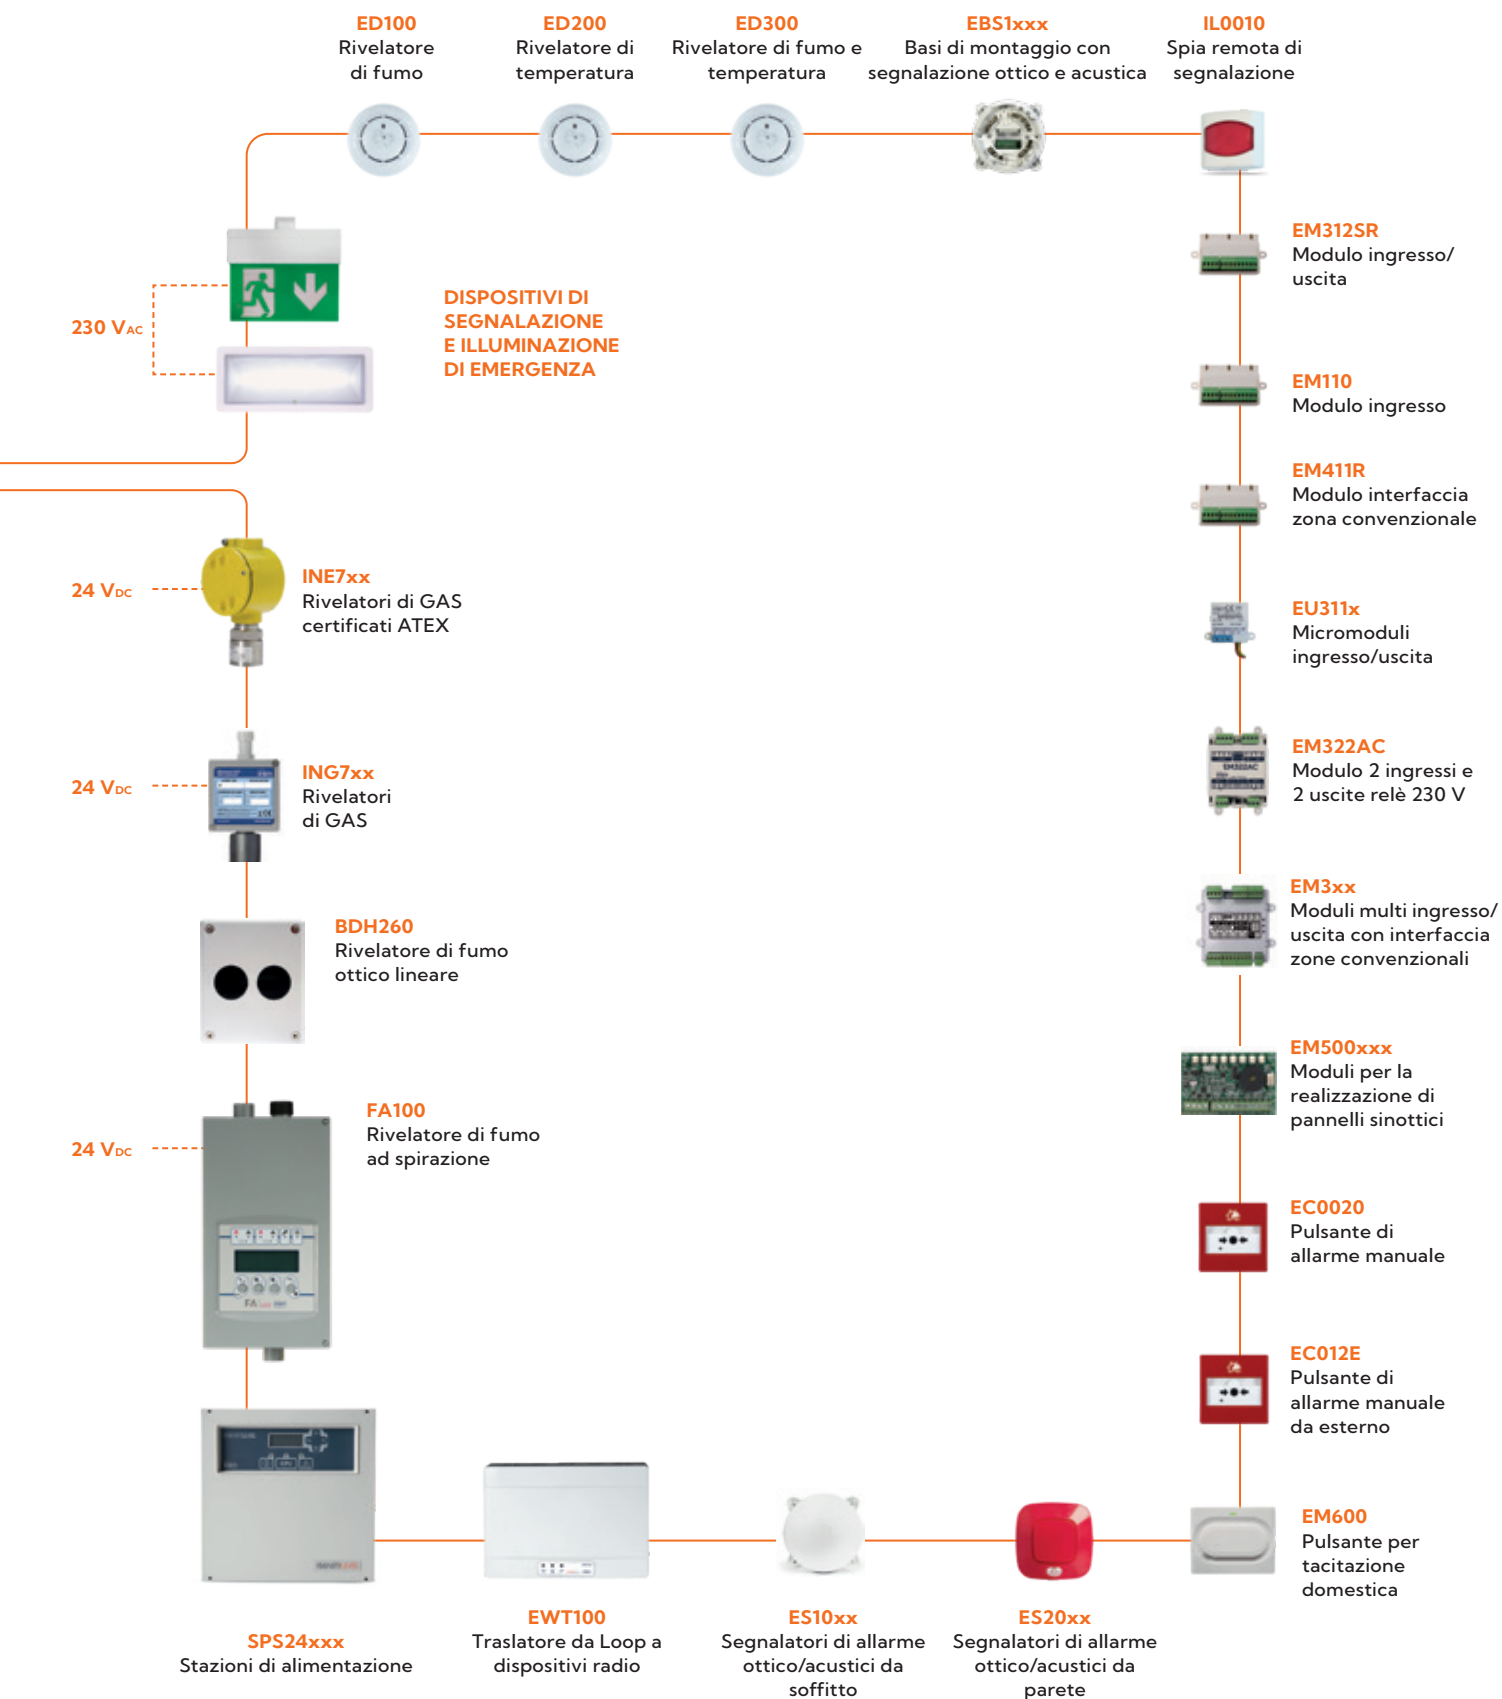 ED100
Rivelatore
di fumo
ED200
Rivelatore di
temperatura
ED300
Rivelatore di fumo e
temperatura
EBS1xxx
Basi di montaggio con
segnalazione ottico e acustica
IL0010
Spia remota di
segnalazione
EM312SR
Modulo ingresso/
uscita
230 VAC
DISPOSITIVI DI
SEGNALAZIONE
E ILLUMINAZIONE
DI EMERGENZA
EM110
Modulo ingresso
EM411R
Modulo interfaccia
zona convenzionale
24 VDC
INE7xx
Rivelatori di GAS
certificati ATEX
EU311x
Micromoduli
ingresso/uscita
24 VDC
ING7xx
Rivelatori
di GAS
EM322AC
EM322AC
Modulo 2 ingressi e
2 uscite relè 230 V
BDH260
Rivelatore di fumo
ottico lineare
EM3xx
Moduli multi ingresso/
uscita con interfaccia
zone convenzionali
EM500xxx
Moduli per la
realizzazione di
pannelli sinottici
24 VDC
FA100
Rivelatore di fumo
ad spirazione
FA
EC0020
Pulsante di
allarme manuale
EC012E
Pulsante di
allarme manuale
da esterno
EM600
Pulsante per
tacitazione
domestica
SPS24xxx
Stazioni di alimentazione
EWT100
Traslatore da Loop a
dispositivi radio
ES10xx
Segnalatori di allarme
ottico/acustici da
soffitto
ES20xx
Segnalatori di allarme
ottico/acustici da
parete